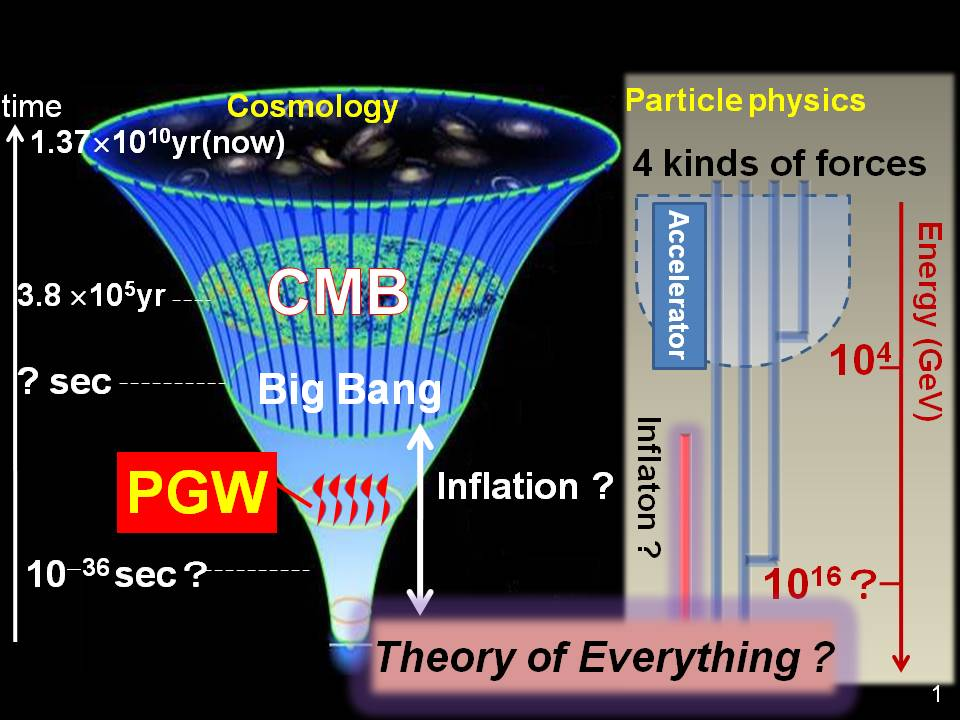 time
Cosmology
1.37×10¹⁰yr(now)
3.8 ×10⁵yr
CMB
? sec
Big Bang
PGW
Inflation ?
10⁻³⁶ sec ?
Particle physics
4 kinds of forces
Accelerator
Energy (GeV)
10⁴
Inflaton ?
10¹⁶ ?
Theory of Everything ?
1